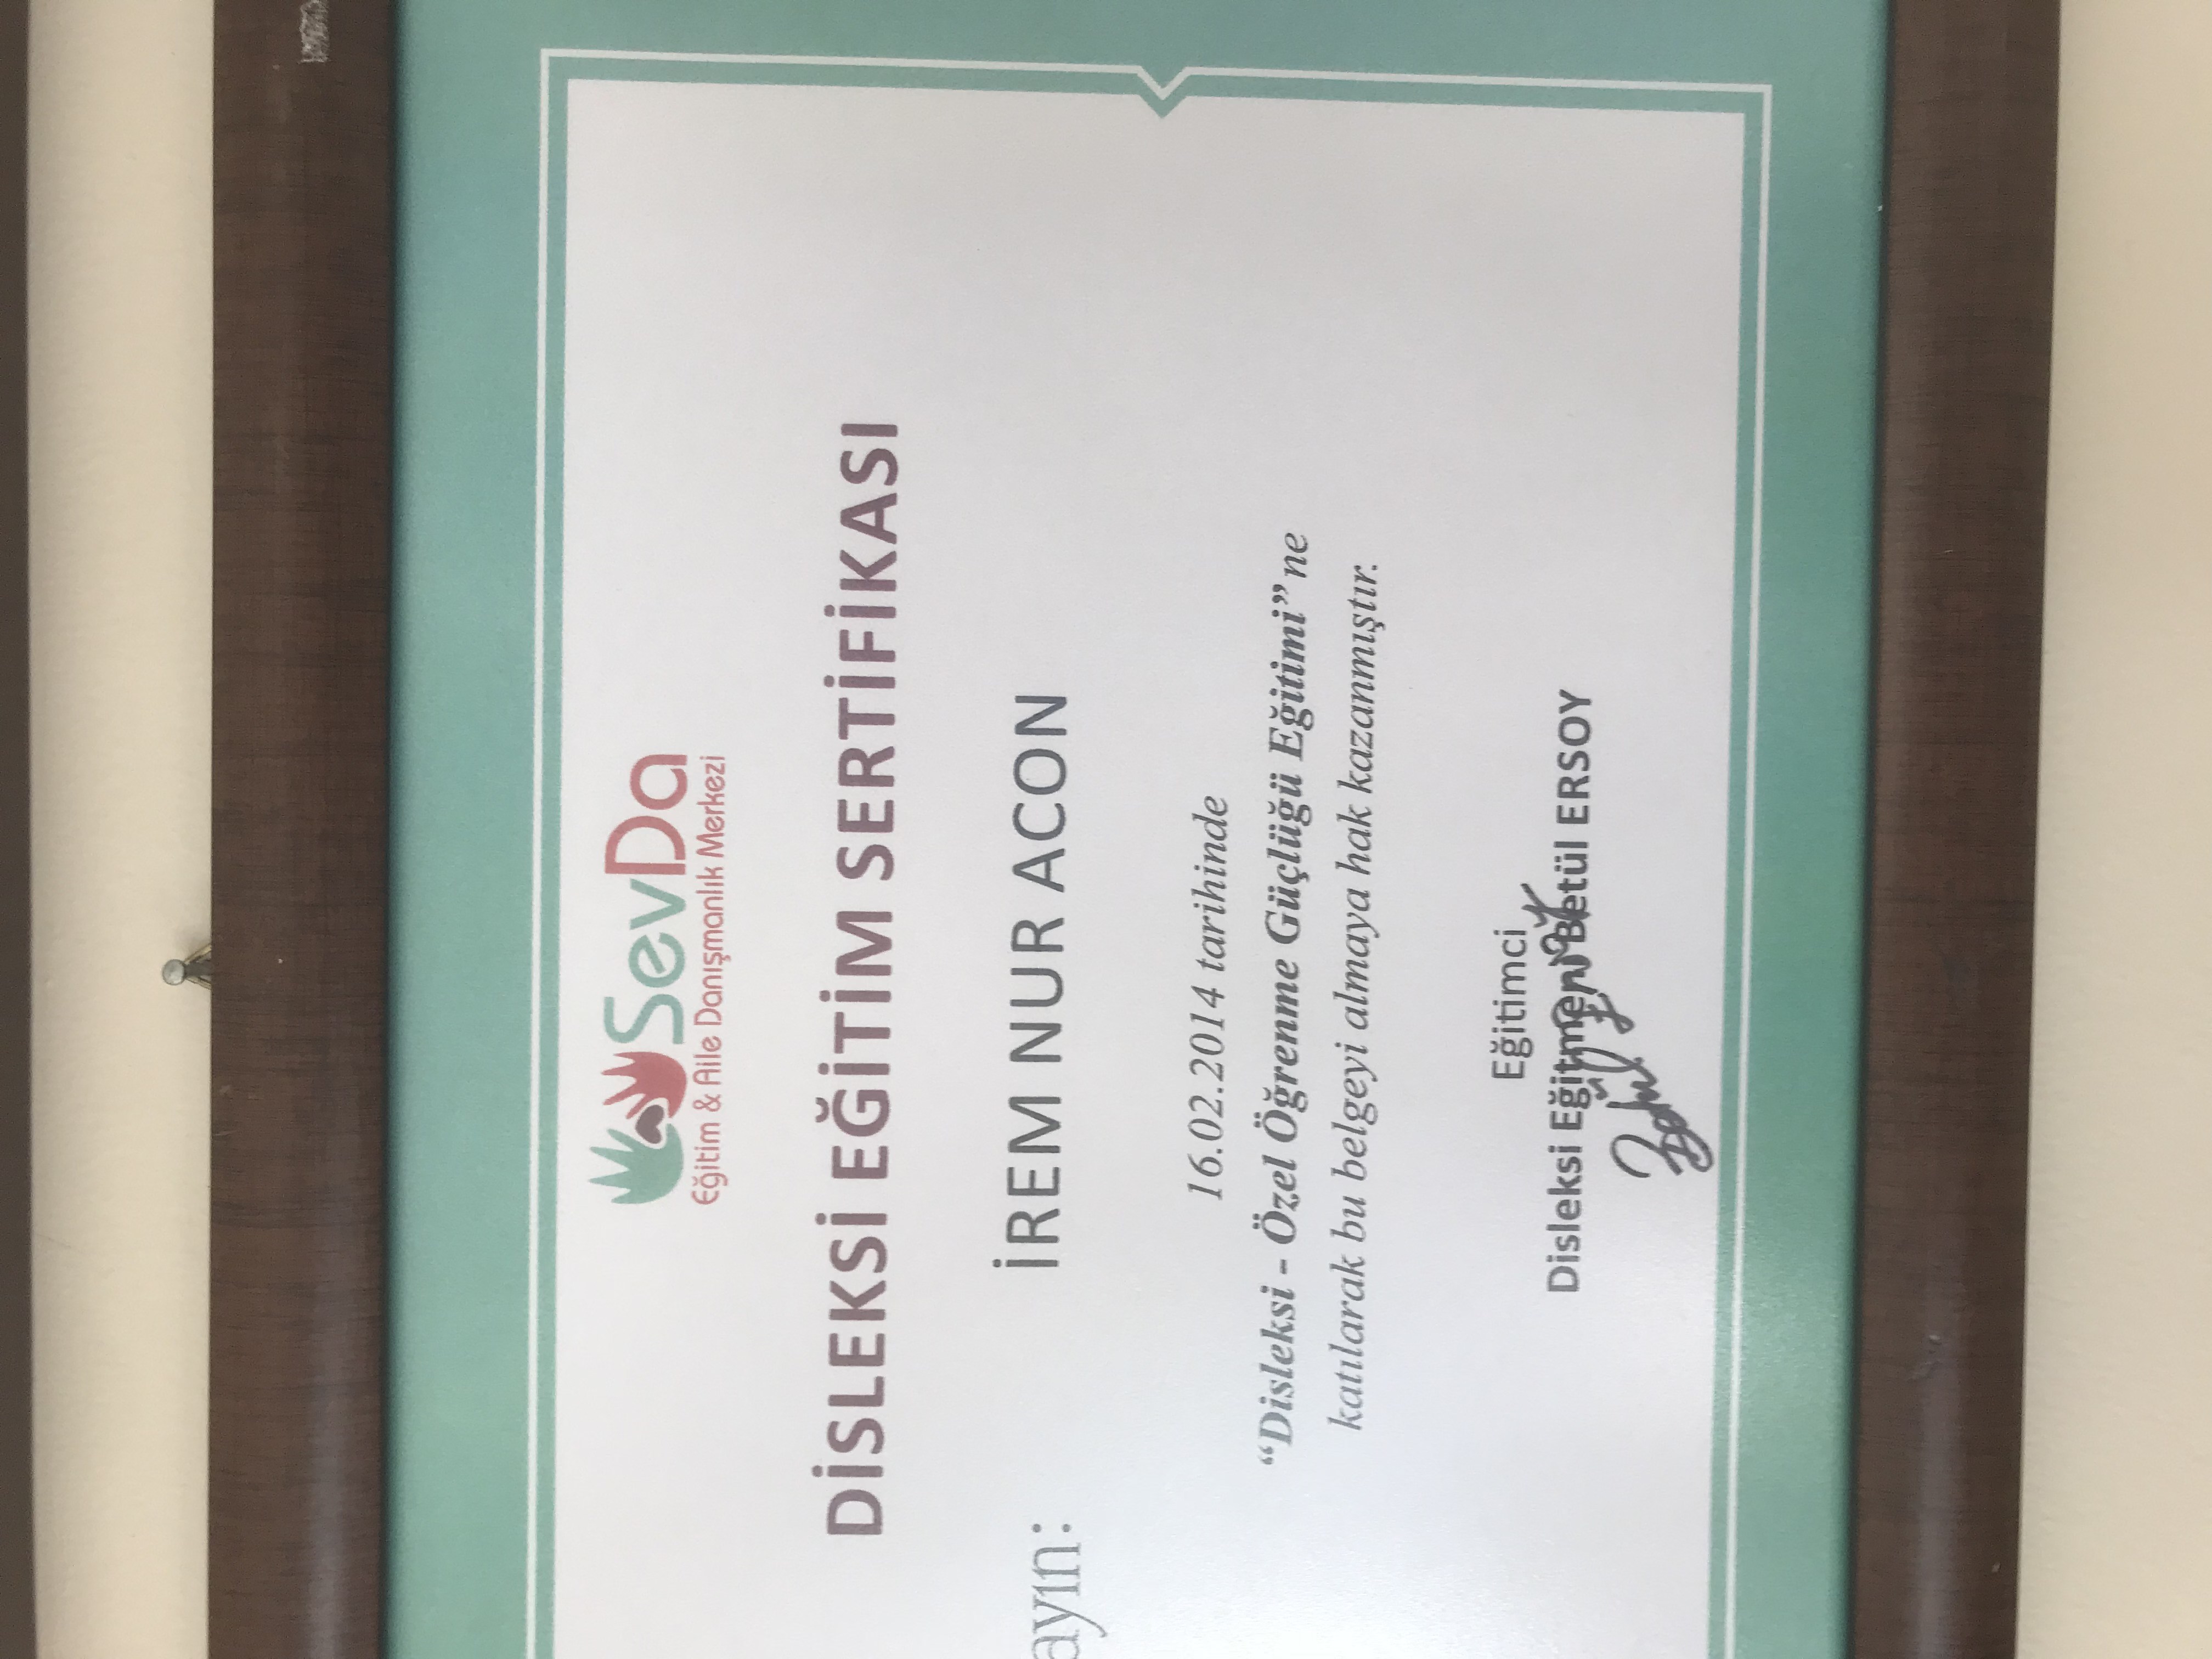 SevDa
Eğitim & Aile Danışmanlık Merkezi
DİSLEKSİ EĞİTİM SERTİFİKASI
ayın: İREM NUR ACON
16.02.2014 tarihinde
“Disleksi - Özel Öğrenme Güçlüğü Eğitimi”ne
katılarak bu belgeyi almaya hak kazanmıştır.
Eğitimci
Disleksi Eğitmeni Betül ERSOY